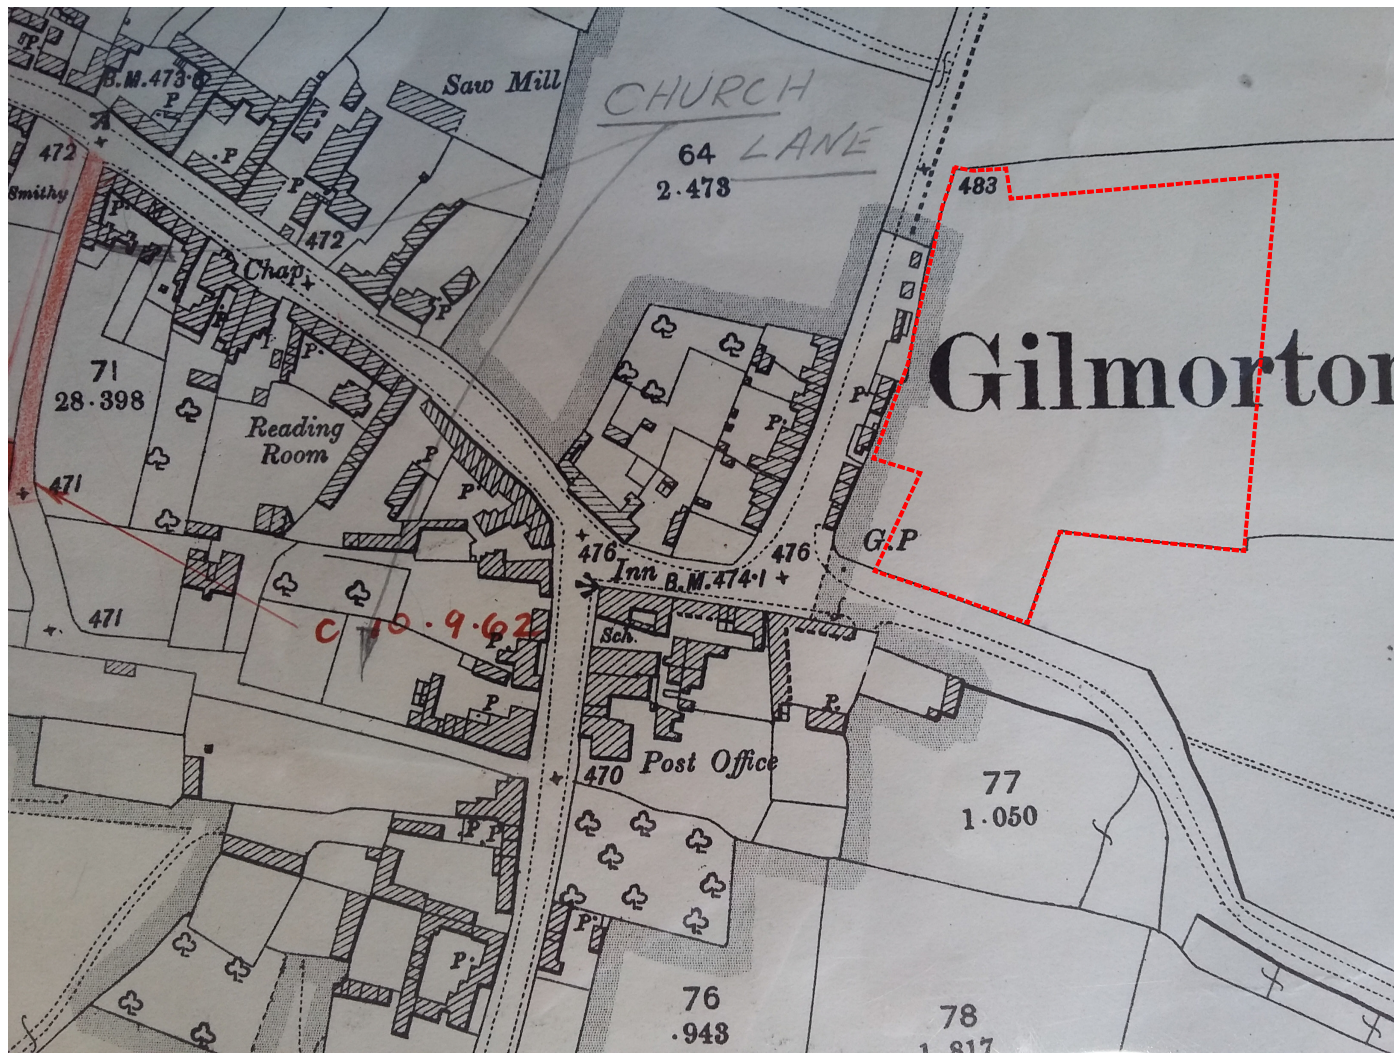 P.
B.M.473·6
P
Saw Mill
CHURCH
64
LANE
2·473
472
483
Smithy
P
P
P
472
Chap.
P
P
P
P
71
28·398
Gilmorton
P
P
Reading
Room
P
P
471
G.P
476
476
Inn
B.M.474·1
471
C 10·9·62
Sch.
P
P
P
470
Post Office
77
1·050
P
P
P
P
76
·943
78
1·817